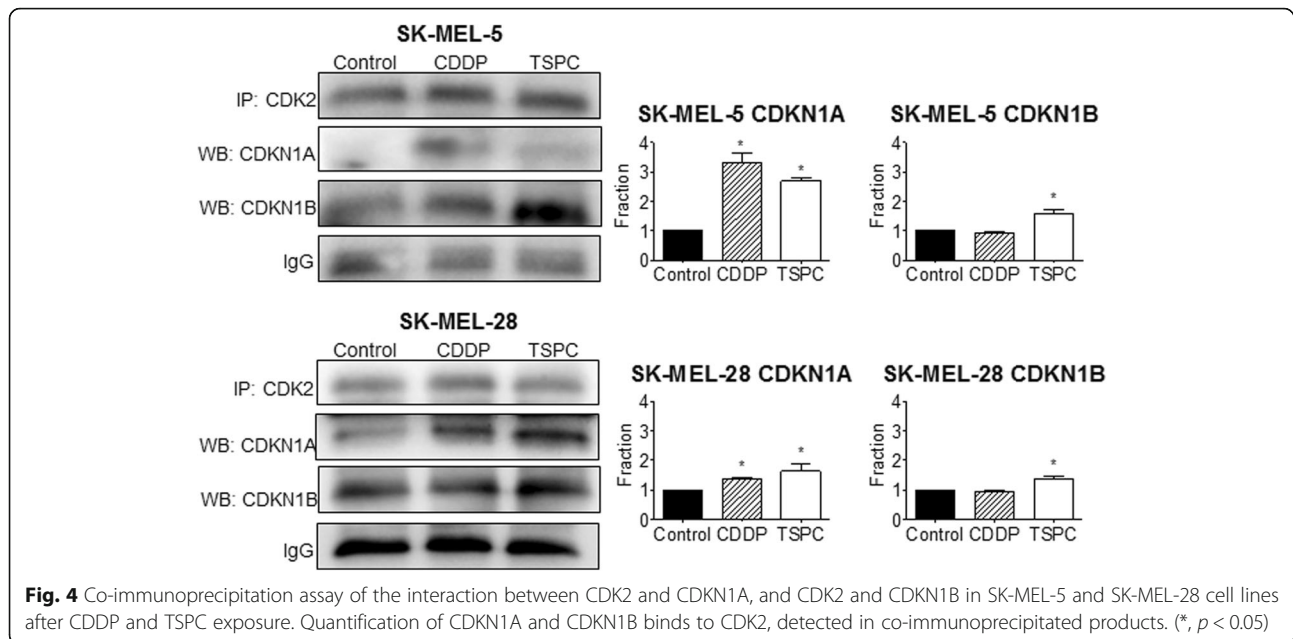 SK-MEL-5
Control CDDP TSPC
IP: CDK2
WB: CDKN1A
WB: CDKN1B
IgG
SK-MEL-5 CDKN1A
Fraction
4
3
2
1
0
* *
Control CDDP TSPC
SK-MEL-5 CDKN1B
Fraction
4
3
2
1
0
*
Control CDDP TSPC
SK-MEL-28
Control CDDP TSPC
IP: CDK2
WB: CDKN1A
WB: CDKN1B
IgG
SK-MEL-28 CDKN1A
Fraction
4
3
2
1
0
* *
Control CDDP TSPC
SK-MEL-28 CDKN1B
Fraction
4
3
2
1
0
*
Control CDDP TSPC
Fig. 4 Co-immunoprecipitation assay of the interaction between CDK2 and CDKN1A, and CDK2 and CDKN1B in SK-MEL-5 and SK-MEL-28 cell lines
after CDDP and TSPC exposure. Quantification of CDKN1A and CDKN1B binds to CDK2, detected in co-immunoprecipitated products. (*, p < 0.05)